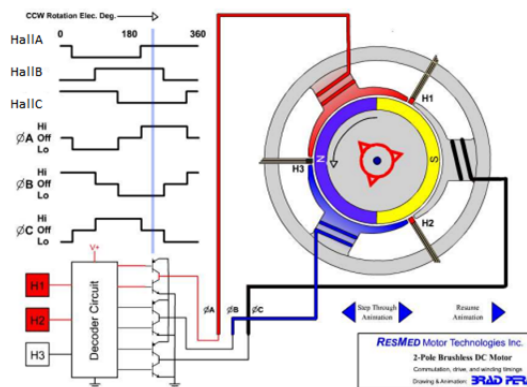 CCW Rotation Elec. Deg.
0 180 360
HallA
HallB
HallC
ØA Hi Off Lo
ØB Hi Off Lo
ØC Hi Off Lo
V+
H1
H2
H3
Decoder Circuit
ØA ØB ØC
H1
H3
H2
N
S
Step Through Animation
Resume Animation
RESMED Motor Technologies Inc.
2-Pole Brushless DC Motor
Commutation, drive, and winding timings
Drawing & Animation: BRAD PER